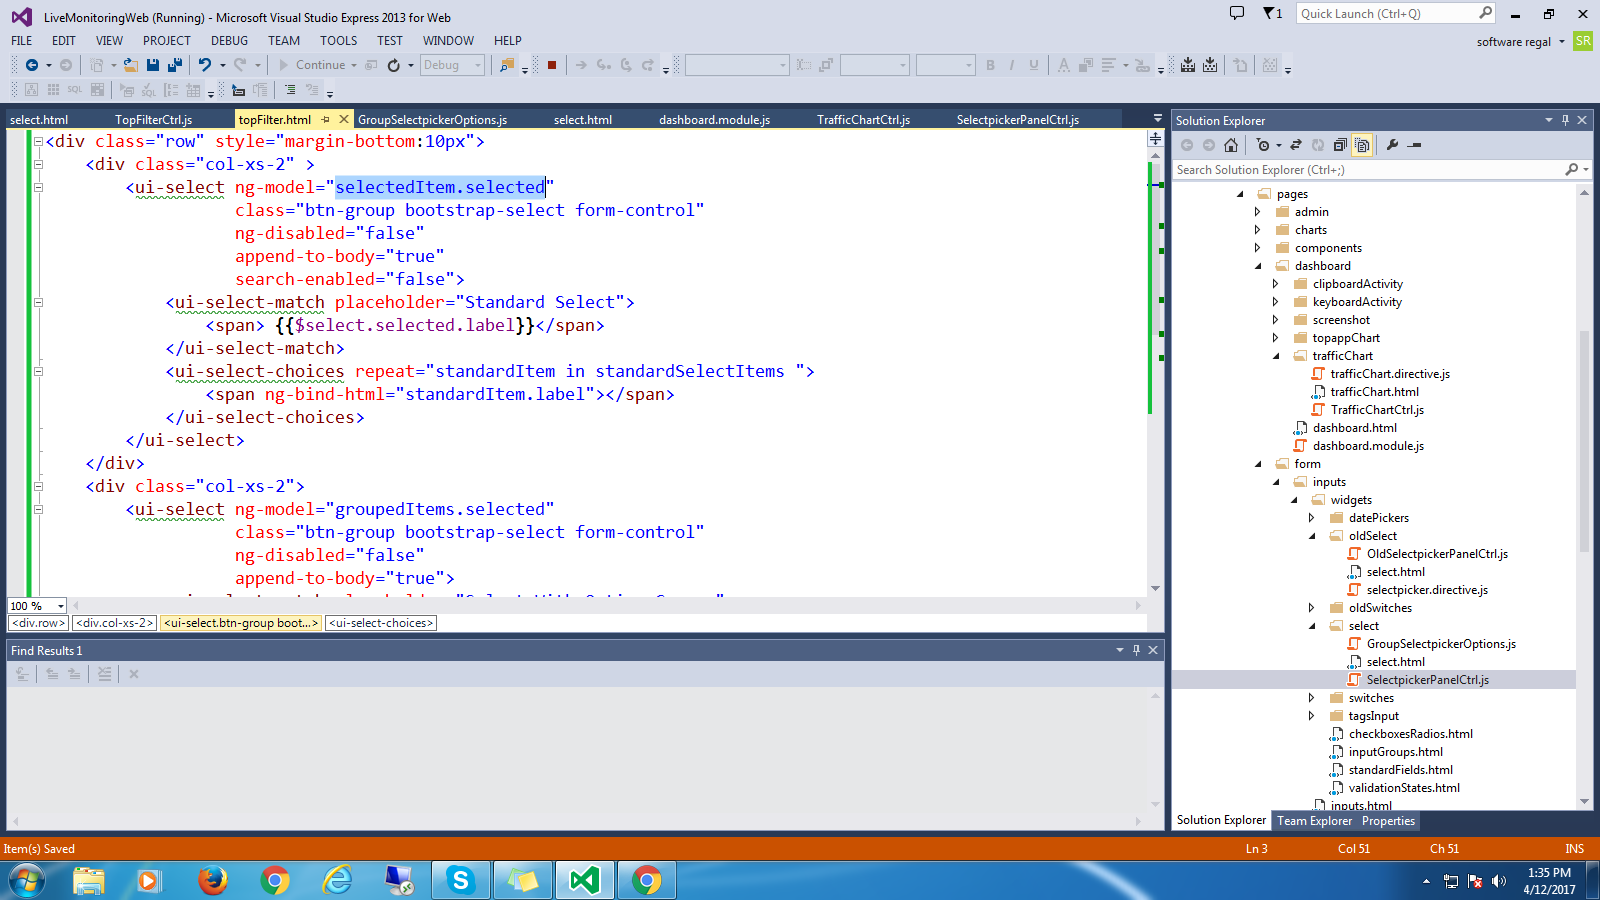 LiveMonitoringWeb (Running) - Microsoft Visual Studio Express 2013 for Web
1
Quick Launch (Ctrl+Q)
FILE EDIT VIEW PROJECT DEBUG TEAM TOOLS TEST WINDOW HELP
software regal
SR
Continue
Debug
B I U A
SQL
select.html TopFilterCtrl.js topFilter.html GroupSelectpickerOptions.js select.html dashboard.module.js TrafficChartCtrl.js SelectpickerPanelCtrl.js
<div class="row" style="margin-bottom:10px">
<div class="col-xs-2" >
<ui-select ng-model="selectedItem.selected"
class="btn-group bootstrap-select form-control"
ng-disabled="false"
append-to-body="true"
search-enabled="false">
<ui-select-match placeholder="Standard Select">
<span> {{$select.selected.label}}</span>
</ui-select-match>
<ui-select-choices repeat="standardItem in standardSelectItems ">
<span ng-bind-html="standardItem.label"></span>
</ui-select-choices>
</ui-select>
</div>
<div class="col-xs-2">
<ui-select ng-model="groupedItems.selected"
class="btn-group bootstrap-select form-control"
ng-disabled="false"
append-to-body="true">
100 %
<div.row> <div.col-xs-2> <ui-select.btn-group boot...> <ui-select-choices>
Find Results 1
Solution Explorer
Search Solution Explorer (Ctrl+;)
pages
admin
charts
components
dashboard
clipboardActivity
keyboardActivity
screenshot
topappChart
trafficChart
trafficChart.directive.js
trafficChart.html
TrafficChartCtrl.js
dashboard.html
dashboard.module.js
form
inputs
widgets
datePickers
oldSelect
OldSelectpickerPanelCtrl.js
select.html
selectpicker.directive.js
oldSwitches
select
GroupSelectpickerOptions.js
select.html
SelectpickerPanelCtrl.js
switches
tagsInput
checkboxesRadios.html
inputGroups.html
standardFields.html
validationStates.html
inputs.html
Solution Explorer Team Explorer Properties
Item(s) Saved
Ln 3 Col 51 Ch 51 INS
1:35 PM
4/12/2017